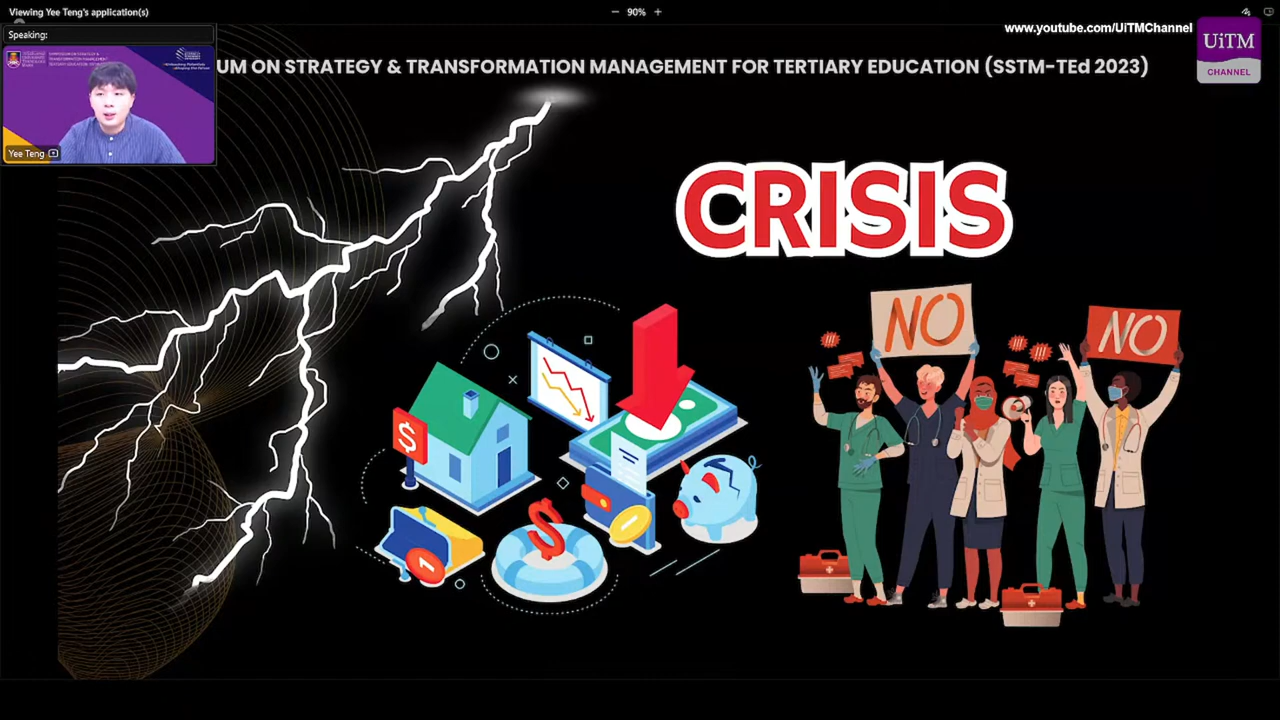 Viewing Yee Teng's application(s)
90%
Speaking:
www.youtube.com/UiTMChannel
UiTM
CHANNEL
UM ON STRATEGY & TRANSFORMATION MANAGEMENT FOR TERTIARY EDUCATION (SSTM-TEd 2023)
Yee Teng
CRISIS
NO
NO
$
$